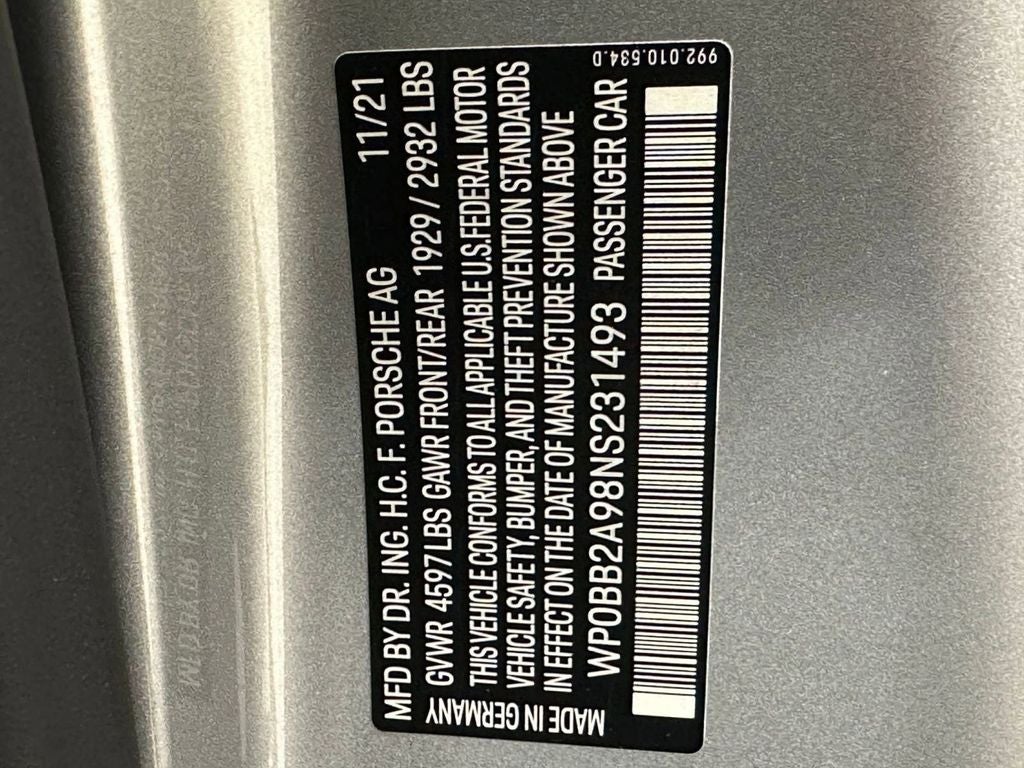 MFD BY DR. ING. H.C. F. PORSCHE AG 11/21
GVWR 4597 LBS GAWR FRONT/REAR 1929 / 2932 LBS
THIS VEHICLE CONFORMS TO ALL APPLICABLE U.S. FEDERAL MOTOR
VEHICLE SAFETY, BUMPER, AND THEFT PREVENTION STANDARDS
IN EFFECT ON THE DATE OF MANUFACTURE SHOWN ABOVE
WP0BB2A98NS231493 PASSENGER CAR
MADE IN GERMANY
992.010.534.D